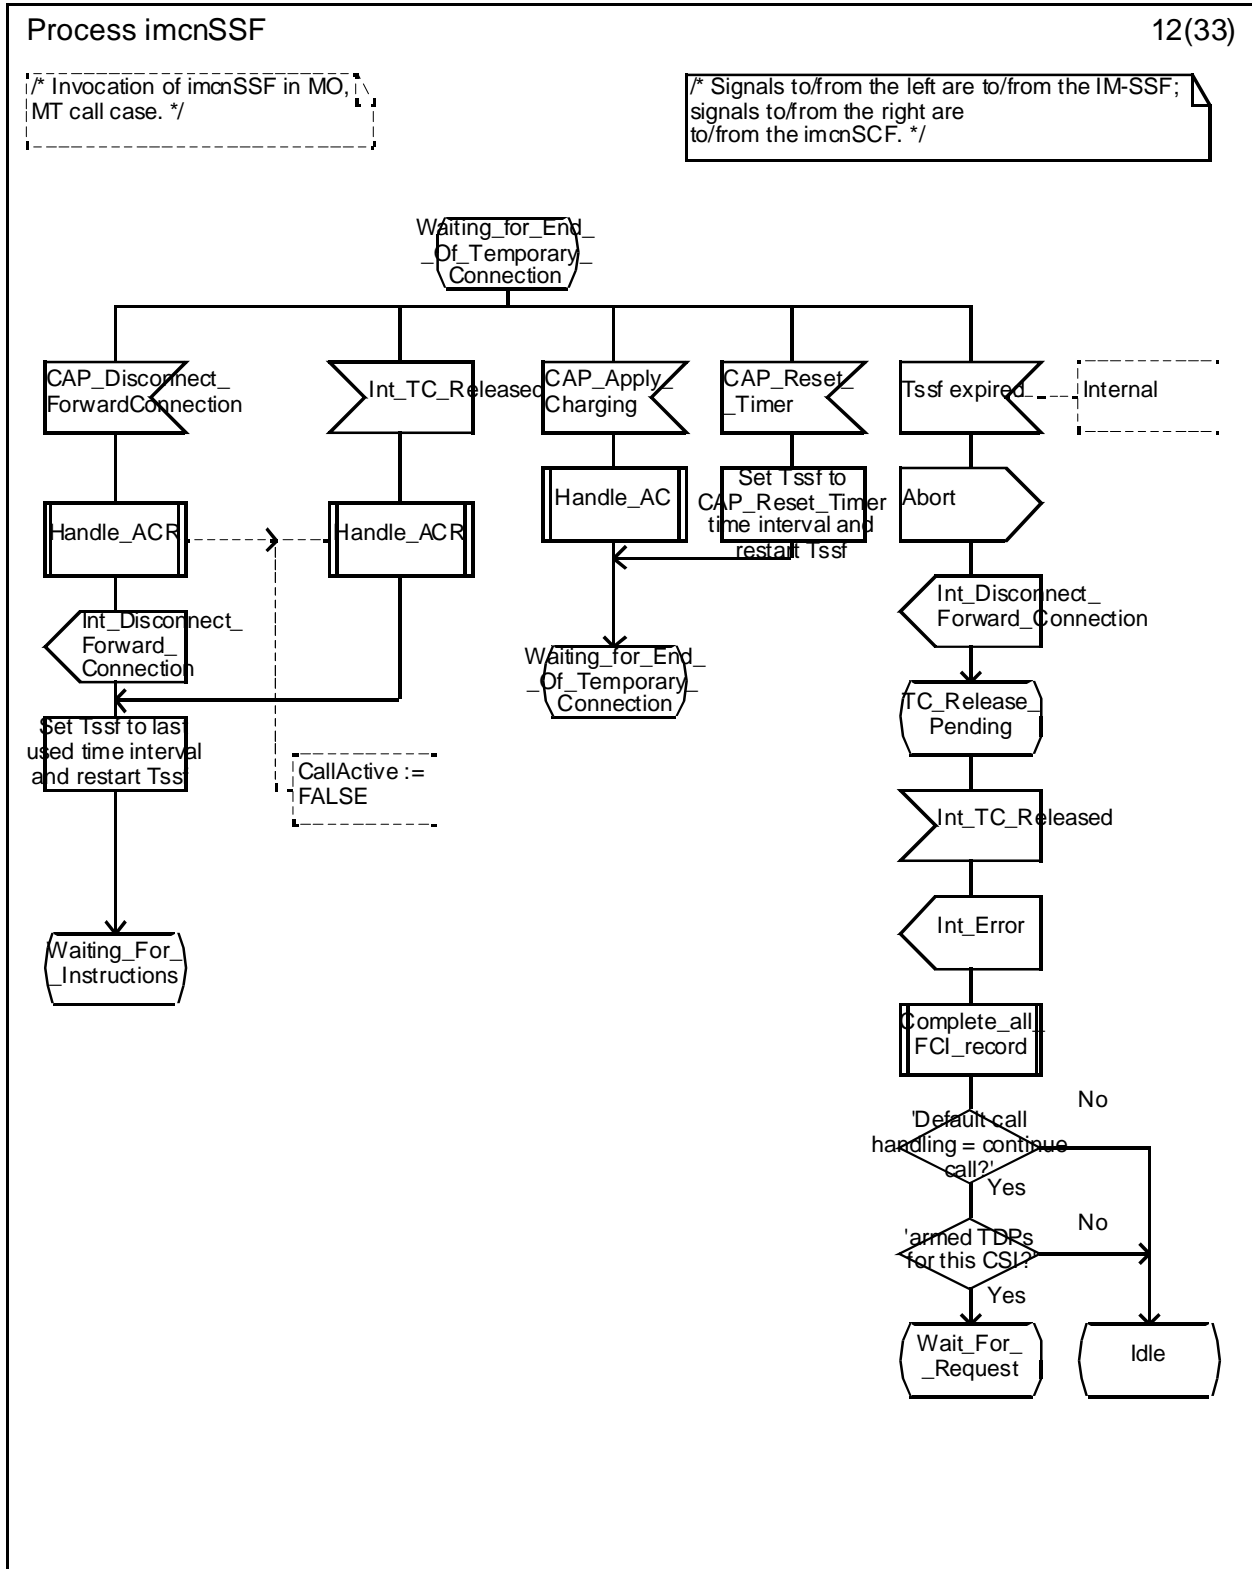 Process imcnSSF
12(33)
/* Invocation of imcnSSF in MO,
MT call case. */
/* Signals to/from the left are to/from the IM-SSF;
signals to/from the right are
to/from the imcnSCF. */
Waiting_for_End_
_Of_Temporary_
Connection
CAP_Disconnect_
ForwardConnection
Int_TC_Released
CAP_Apply_
Charging
CAP_Reset_
_Timer
Tssf expired
Internal
Handle_ACR
Handle_ACR
Handle_AC
Set Tssf to
CAP_Reset_Timer
time interval and
restart Tssf
Abort
Int_Disconnect_
Forward_
Connection
Int_Disconnect_
Forward_Connection
Waiting_for_End_
_Of_Temporary_
Connection
TC_Release_
Pending
Set Tssf to last
used time interval
and restart Tssf
CallActive :=
FALSE
Int_TC_Released
Waiting_For_
_Instructions
Int_Error
Complete_all_
FCI_record
No
'Default call
handling = continue
call?'
Yes
No
'armed TDPs
for this CSI?'
Yes
Wait_For_
_Request
Idle